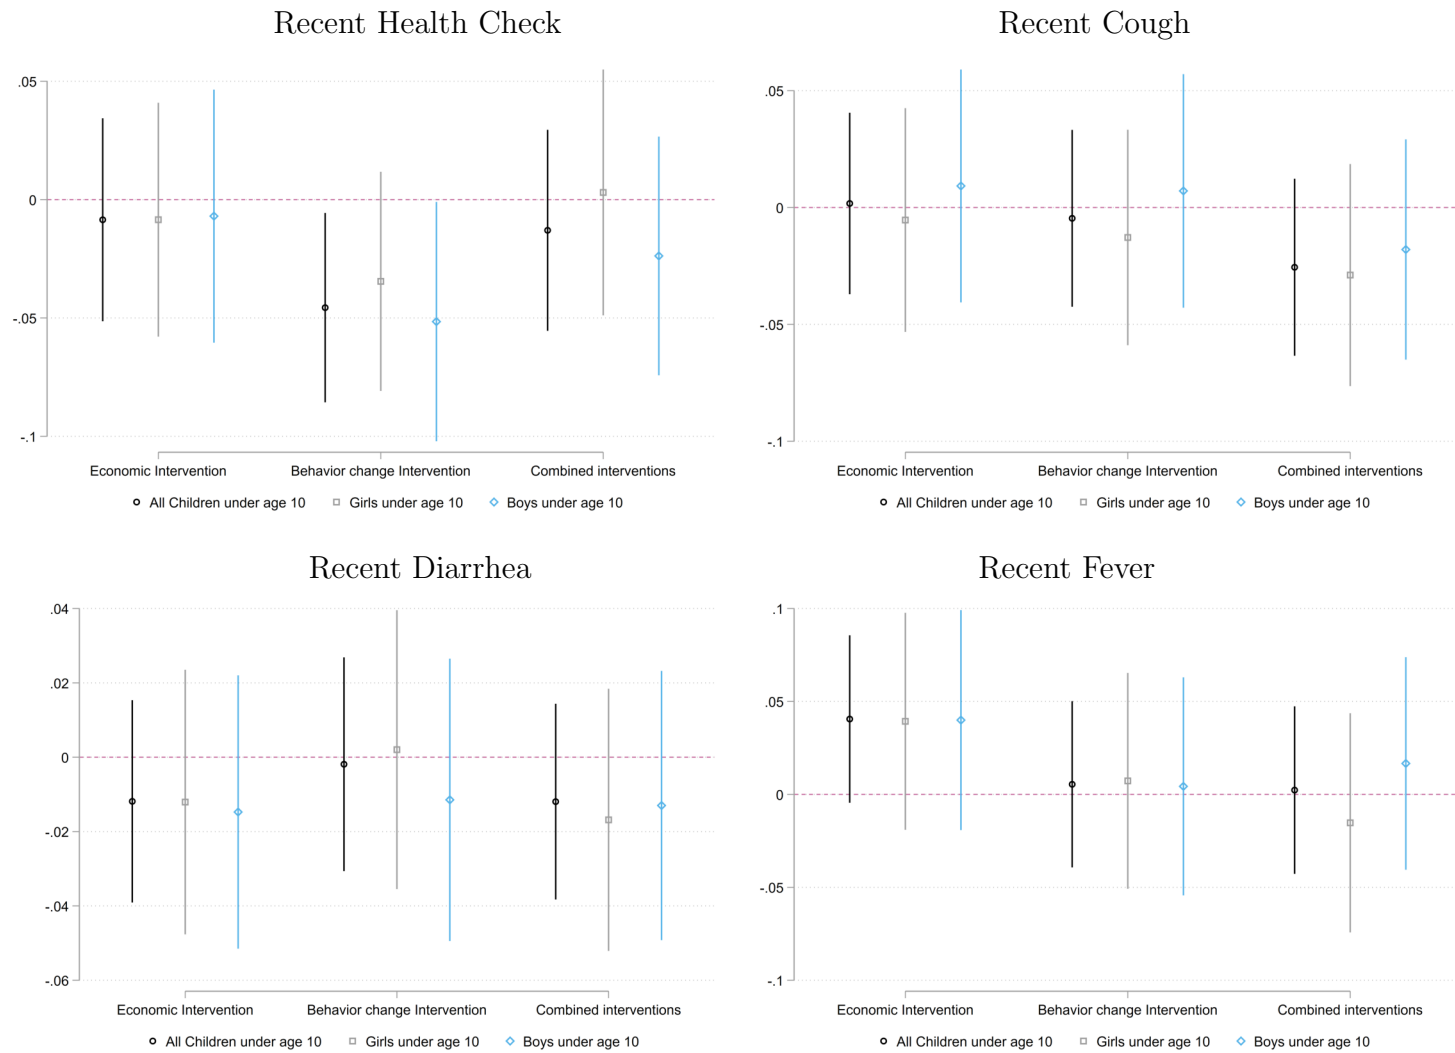 Recent Health Check
.05
0
-.05
-.1
Economic Intervention Behavior change Intervention Combined interventions
All Children under age 10 Girls under age 10 Boys under age 10
Recent Cough
.05
0
-.05
-.1
Economic Intervention Behavior change Intervention Combined interventions
All Children under age 10 Girls under age 10 Boys under age 10
Recent Diarrhea
.04
.02
0
-.02
-.04
-.06
Economic Intervention Behavior change Intervention Combined interventions
All Children under age 10 Girls under age 10 Boys under age 10
Recent Fever
.1
.05
0
-.05
-.1
Economic Intervention Behavior change Intervention Combined interventions
All Children under age 10 Girls under age 10 Boys under age 10